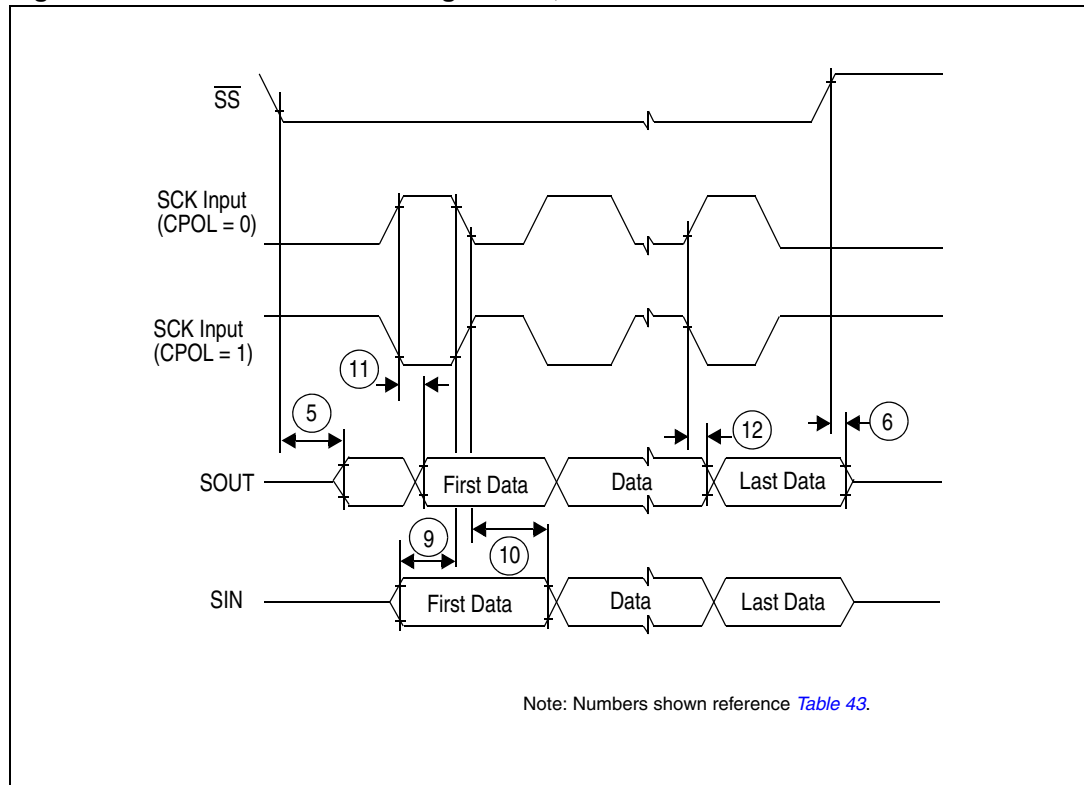 SS
SCK Input
(CPOL = 0)
SCK Input
(CPOL = 1)
11
5
12
6
SOUT
First Data
Data
Last Data
9
10
SIN
First Data
Data
Last Data
Note: Numbers shown reference Table 43.